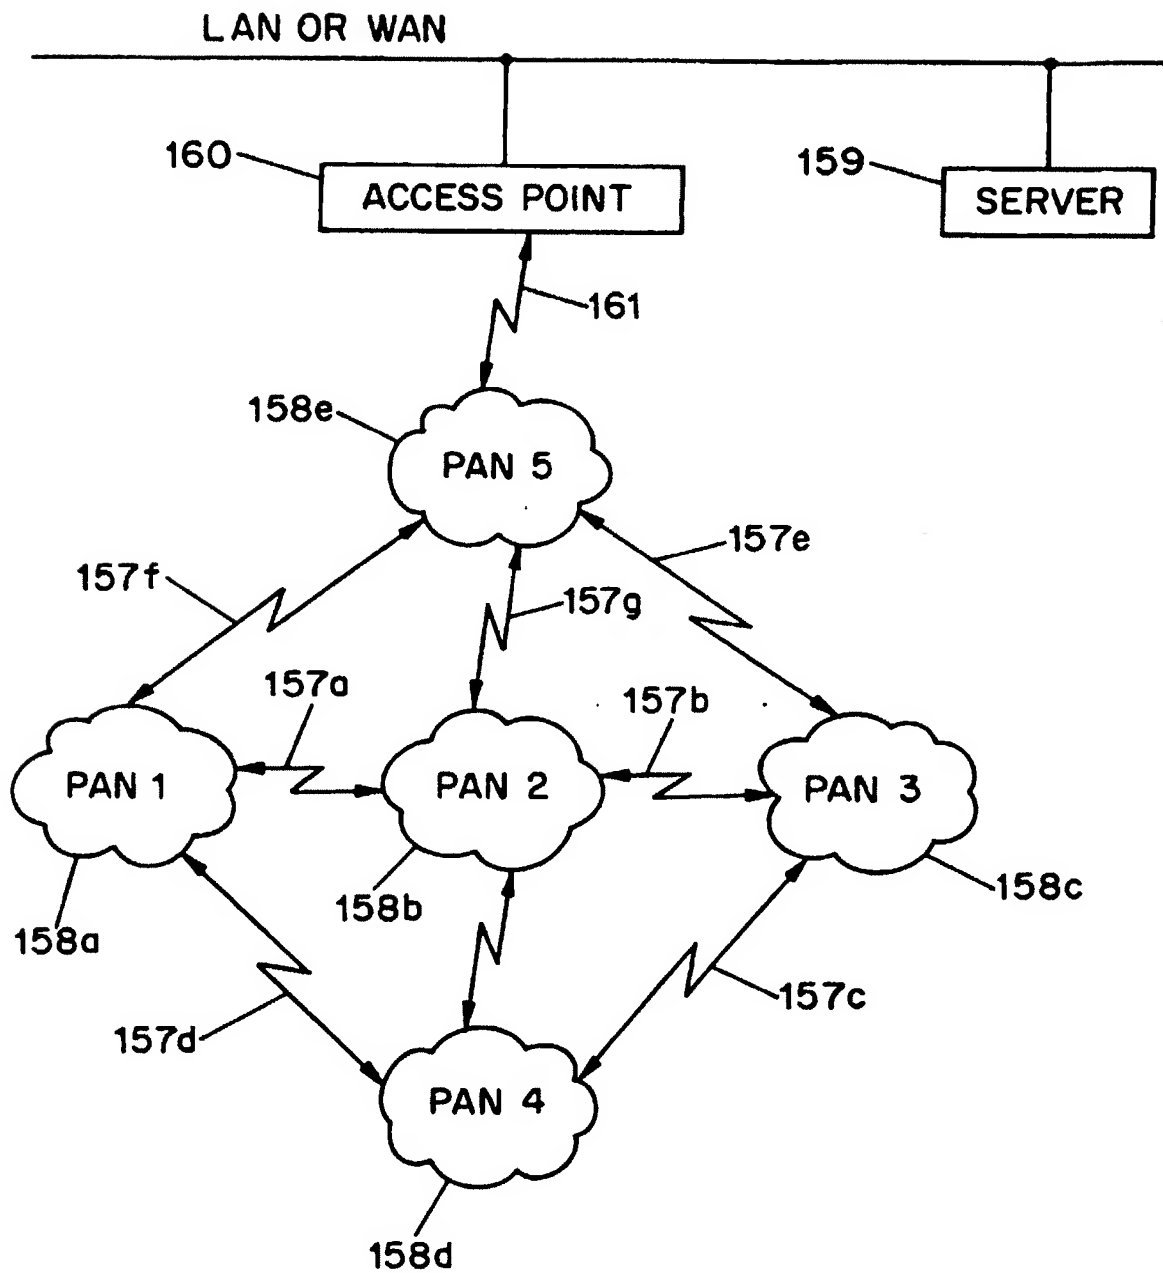 LAN OR WAN
160
ACCESS POINT
159
SERVER
161
158e
PAN 5
157e
157f
157g
157a
157b
PAN 1
PAN 2
PAN 3
158a
158b
158c
157d
157c
PAN 4
158d